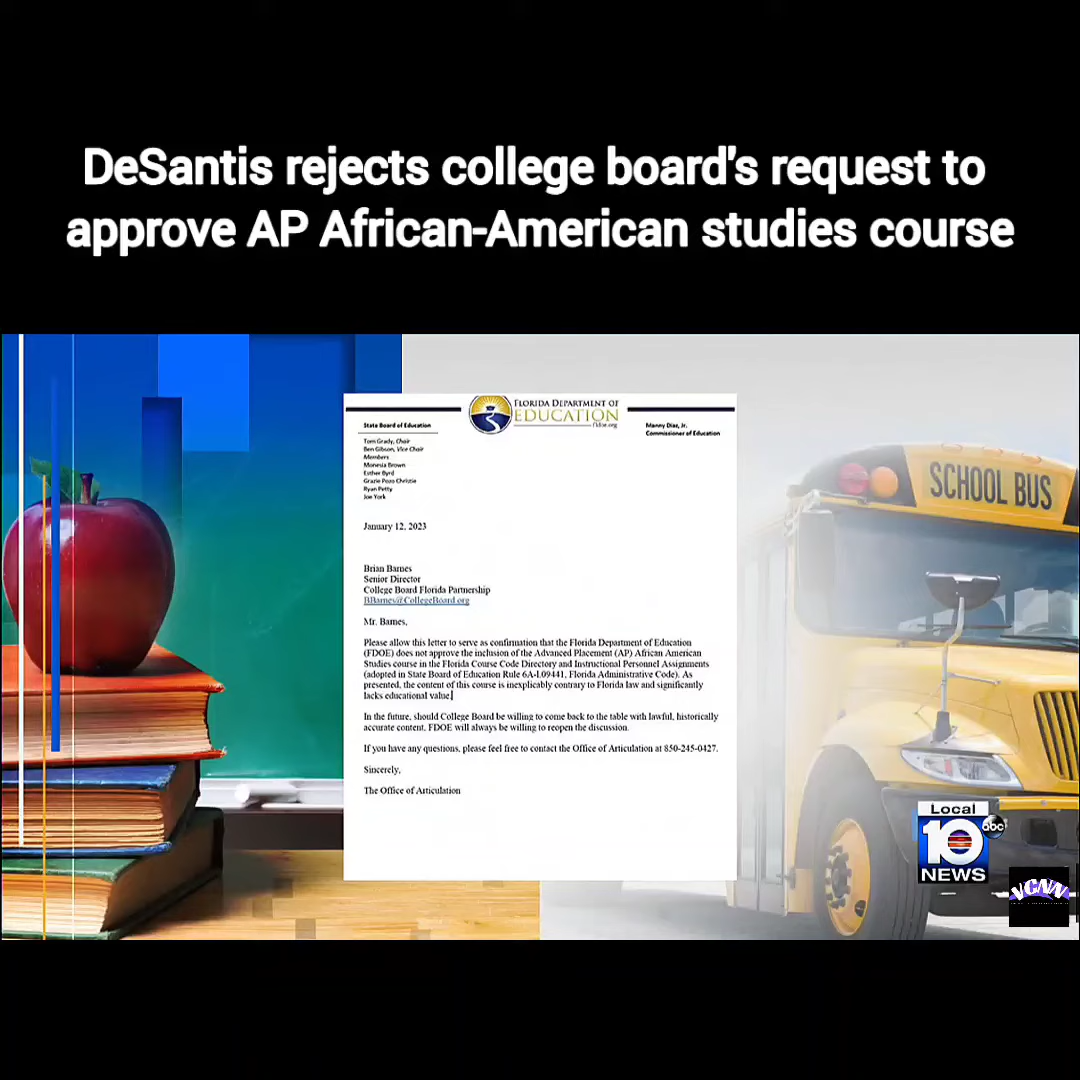 DeSantis rejects college board's request to
approve AP African-American studies course
FLORIDA DEPARTMENT OF
EDUCATION
fldoe.org
State Board of Education
Tom Grady, Chair
Ben Gibson, Vice Chair
Members
Monesia Brown
Esther Byrd
Grazie Pozo Christie
Ryan Petty
Joe York
Manny Diaz, Jr.
Commissioner of Education
January 12, 2023
Brian Barnes
Senior Director
College Board Florida Partnership
BBarnes@CollegeBoard.org
Mr. Barnes,
Please allow this letter to serve as confirmation that the Florida Department of Education
(FDOE) does not approve the inclusion of the Advanced Placement (AP) African American
Studies course in the Florida Course Code Directory and Instructional Personnel Assignments
(adopted in State Board of Education Rule 6A-1.09441, Florida Administrative Code). As
presented, the content of this course is inexplicably contrary to Florida law and significantly
lacks educational value.
In the future, should College Board be willing to come back to the table with lawful, historically
accurate content, FDOE will always be willing to reopen the discussion.
If you have any questions, please feel free to contact the Office of Articulation at 850-245-0427.
Sincerely,
The Office of Articulation
SCHOOL BUS
Local
10
abc
NEWS
VCNN